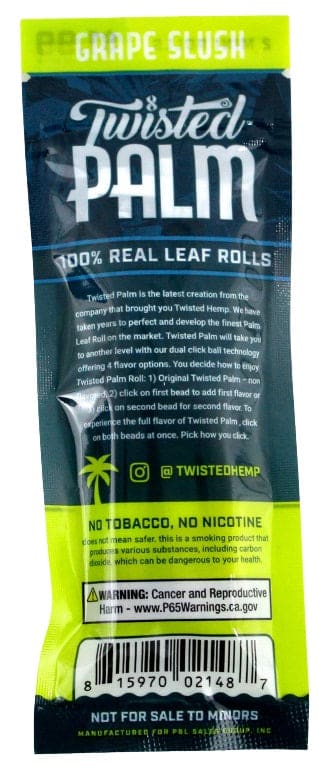 GRAPE SLUSH
Twisted™
PALM
100% REAL LEAF ROLLS
Twisted Palm is the latest creation from the
company that brought you Twisted Hemp. We have
taken years to perfect and develop the finest Palm
Leaf Roll on the market. Twisted Palm will take you
to another level with our dual click ball technology
offering 4 flavor options. You decide how to enjoy
Twisted Palm Roll: 1) Original Twisted Palm - non
flavored, 2) click on first bead to add first flavor or
3) click on second bead for second flavor. To
experience the full flavor of Twisted Palm, click
on both beads at once. Pick how you click.
@ TWISTEDHEMP
NO TOBACCO, NO NICOTINE
does not mean safer. this is a smoking product that
produces various substances, including carbon
dioxide, which can be dangerous to your health.
⚠WARNING: Cancer and Reproductive
Harm - www.P65Warnings.ca.gov
8 15970 02148 7
NOT FOR SALE TO MINORS
MANUFACTURED FOR PBL SALES GROUP, INC